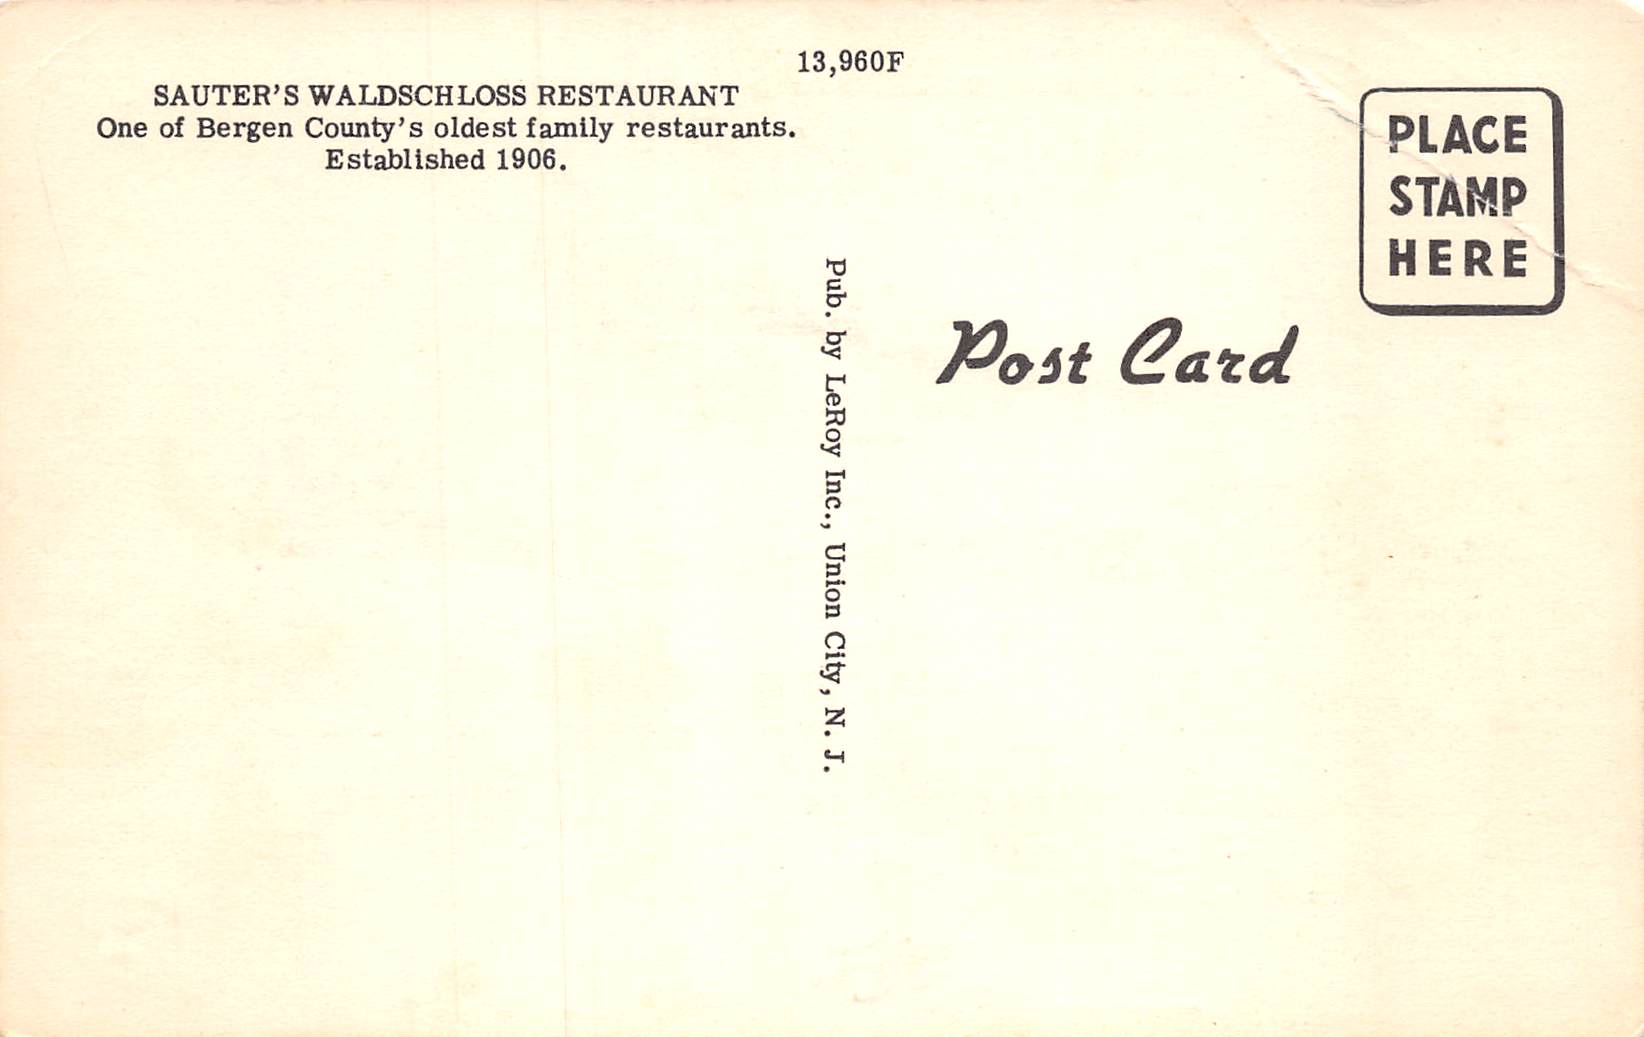 13,960F
SAUTER'S WALDSCHLOSS RESTAURANT
One of Bergen County's oldest family restaurants.
Established 1906.
PLACE
STAMP
HERE
Pub. by LeRoy Inc., Union City, N. J.
Post Card